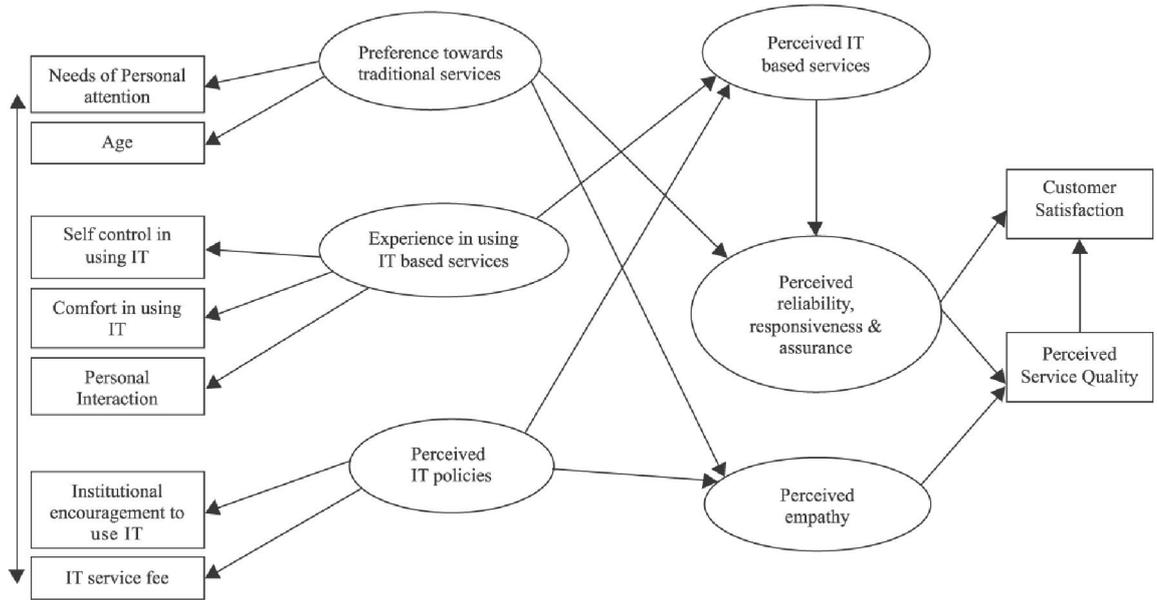 Needs of Personal
attention
Age
Self control in
using IT
Comfort in using
IT
Personal
Interaction
Institutional
encouragement to
use IT
IT service fee
Preference towards
traditional services
Experience in using
IT based services
Perceived
IT policies
Perceived IT
based services
Perceived
reliability,
responsiveness &
assurance
Perceived
empathy
Customer
Satisfaction
Perceived
Service Quality